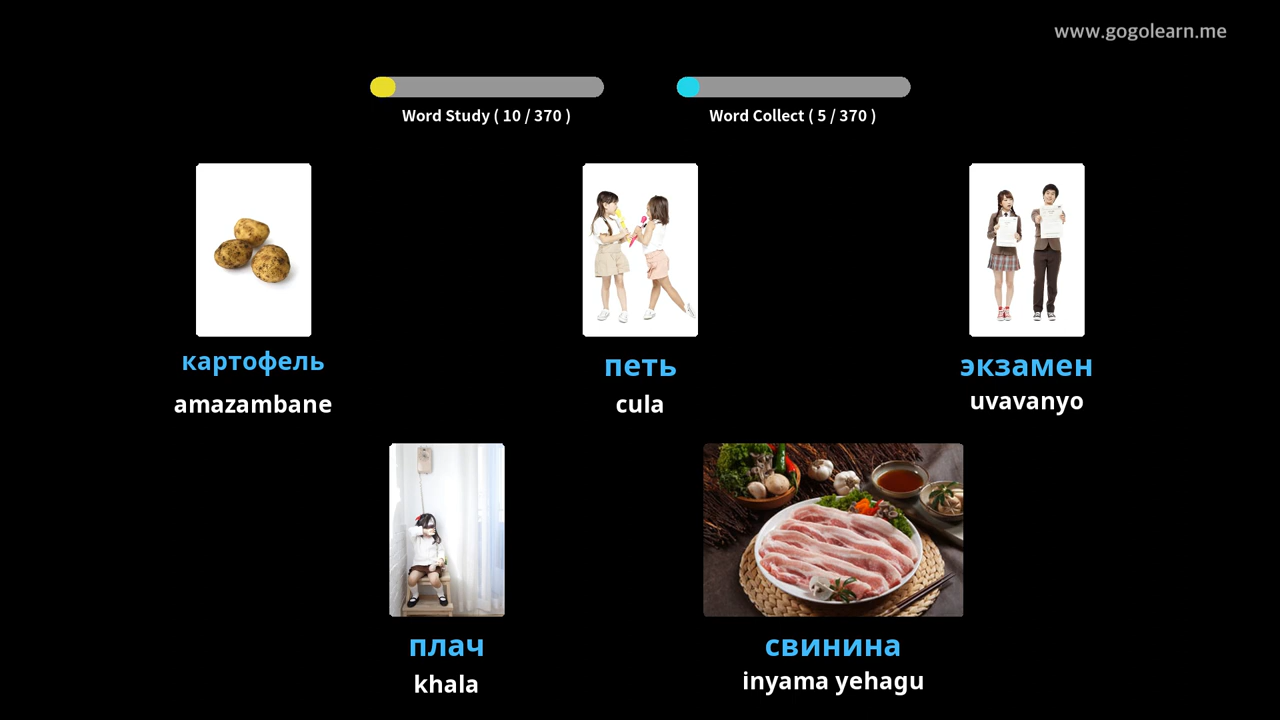 www.gogolearn.me
Word Study ( 10 / 370 )
Word Collect ( 5 / 370 )
картофель
amazambane
петь
cula
экзамен
uvavanyo
плач
khala
свинина
inyama yehagu